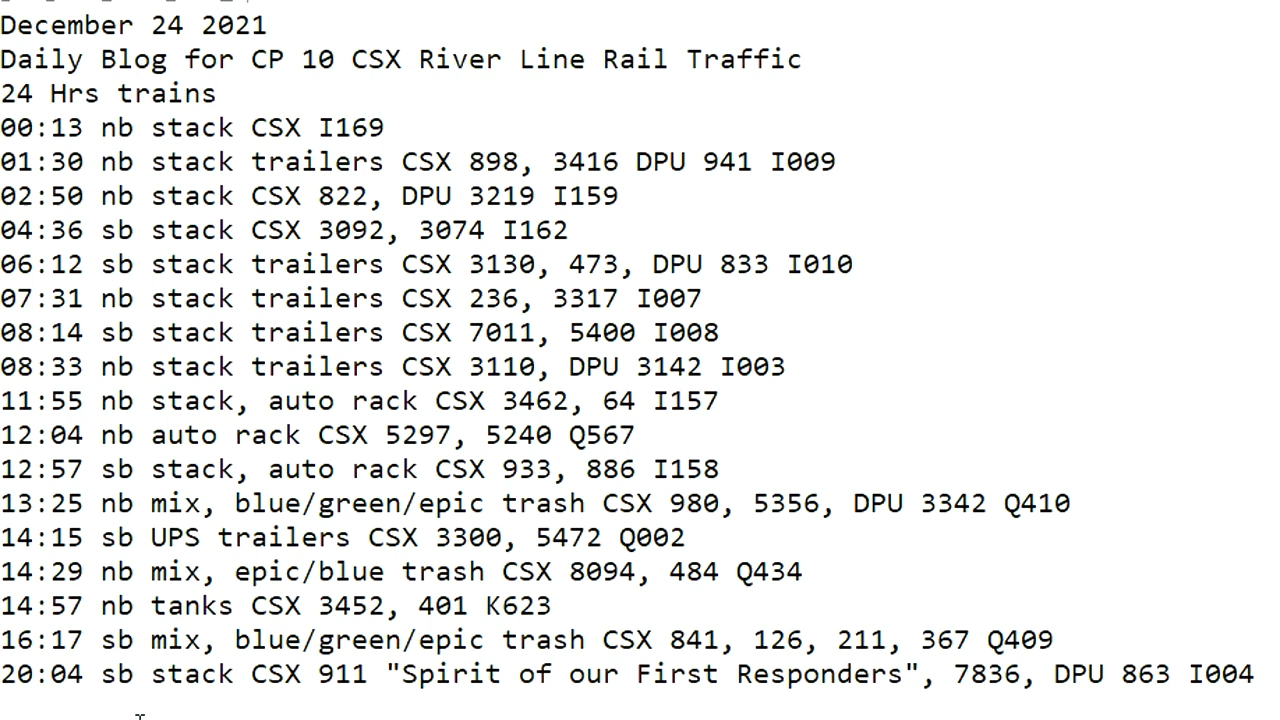 December 24 2021
Daily Blog for CP 10 CSX River Line Rail Traffic
24 Hrs trains
00:13 nb stack CSX I169
01:30 nb stack trailers CSX 898, 3416 DPU 941 I009
02:50 nb stack CSX 822, DPU 3219 I159
04:36 sb stack CSX 3092, 3074 I162
06:12 sb stack trailers CSX 3130, 473, DPU 833 I010
07:31 nb stack trailers CSX 236, 3317 I007
08:14 sb stack trailers CSX 7011, 5400 I008
08:33 nb stack trailers CSX 3110, DPU 3142 I003
11:55 nb stack, auto rack CSX 3462, 64 I157
12:04 nb auto rack CSX 5297, 5240 Q567
12:57 sb stack, auto rack CSX 933, 886 I158
13:25 nb mix, blue/green/epic trash CSX 980, 5356, DPU 3342 Q410
14:15 sb UPS trailers CSX 3300, 5472 Q002
14:29 nb mix, epic/blue trash CSX 8094, 484 Q434
14:57 nb tanks CSX 3452, 401 K623
16:17 sb mix, blue/green/epic trash CSX 841, 126, 211, 367 Q409
20:04 sb stack CSX 911 "Spirit of our First Responders", 7836, DPU 863 I004